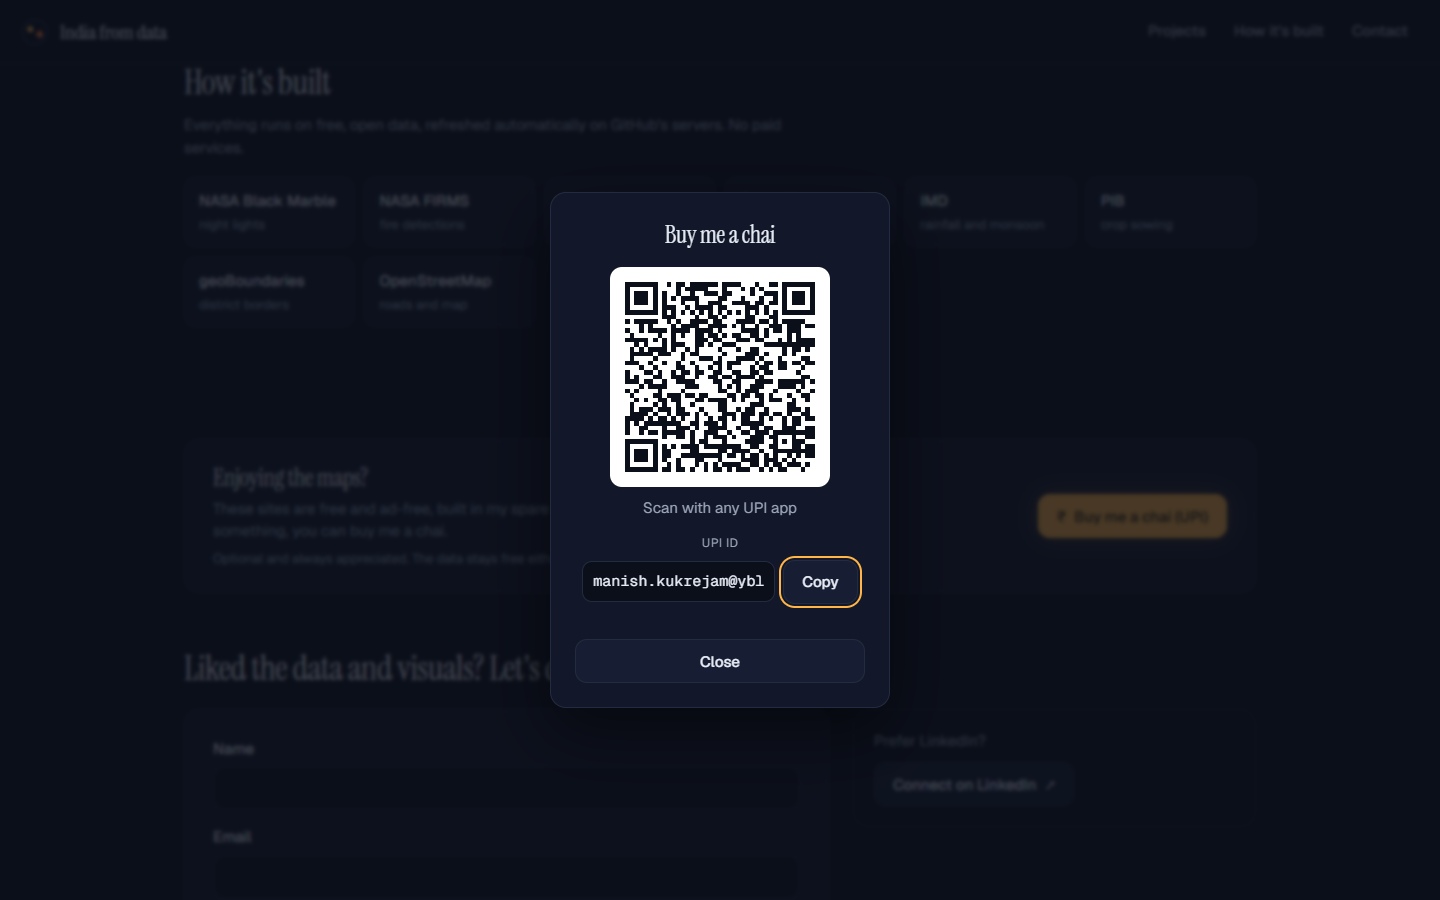 India from data
Projects
How it's built
Contact
How it's built
Everything runs on free, open data, refreshed automatically on GitHub's servers. No paid
services.
NASA Black Marble
night lights
NASA FIRMS
fire detections
IMD
rainfall and monsoon
PIB
crop sowing
geoBoundaries
district borders
OpenStreetMap
roads and map
Buy me a chai
Scan with any UPI app
UPI ID
manish.kukrejam@ybl
Copy
Close
Enjoying the maps?
These sites are free and ad-free, built in my spare
something, you can buy me a chai.
Optional and always appreciated. The data stays free
₹ Buy me a chai (UPI)
Liked the data and visuals? Let's
Name
Email
Prefer LinkedIn?
Connect on LinkedIn ↗